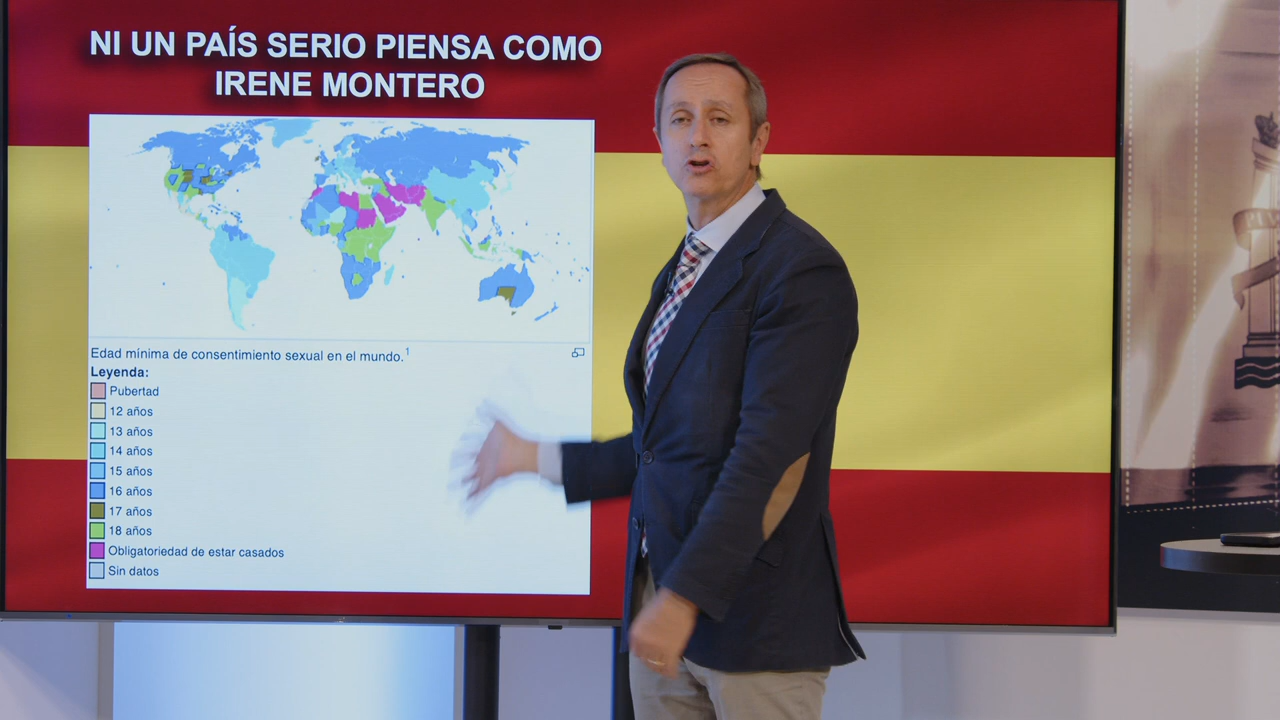 NI UN PAÍS SERIO PIENSA COMO
IRENE MONTERO
Edad mínima de consentimiento sexual en el mundo.1
Leyenda:
Pubertad
12 años
13 años
14 años
15 años
16 años
17 años
18 años
Obligatoriedad de estar casados
Sin datos